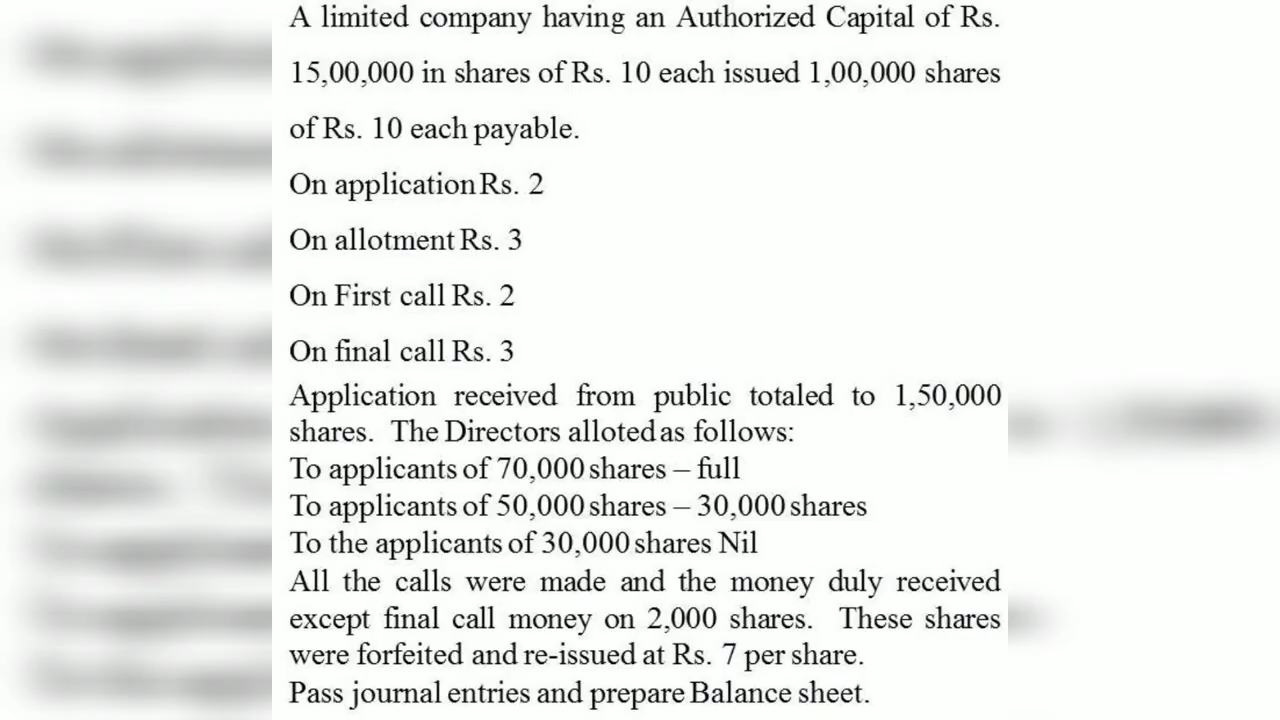 A limited company having an Authorized Capital of Rs.
15,00,000 in shares of Rs. 10 each issued 1,00,000 shares
of Rs. 10 each payable.
On application Rs. 2
On allotment Rs. 3
On First call Rs. 2
On final call Rs. 3
Application received from public totaled to 1,50,000
shares. The Directors alloted as follows:
To applicants of 70,000 shares – full
To applicants of 50,000 shares – 30,000 shares
To the applicants of 30,000 shares Nil
All the calls were made and the money duly received
except final call money on 2,000 shares. These shares
were forfeited and re-issued at Rs. 7 per share.
Pass journal entries and prepare Balance sheet.